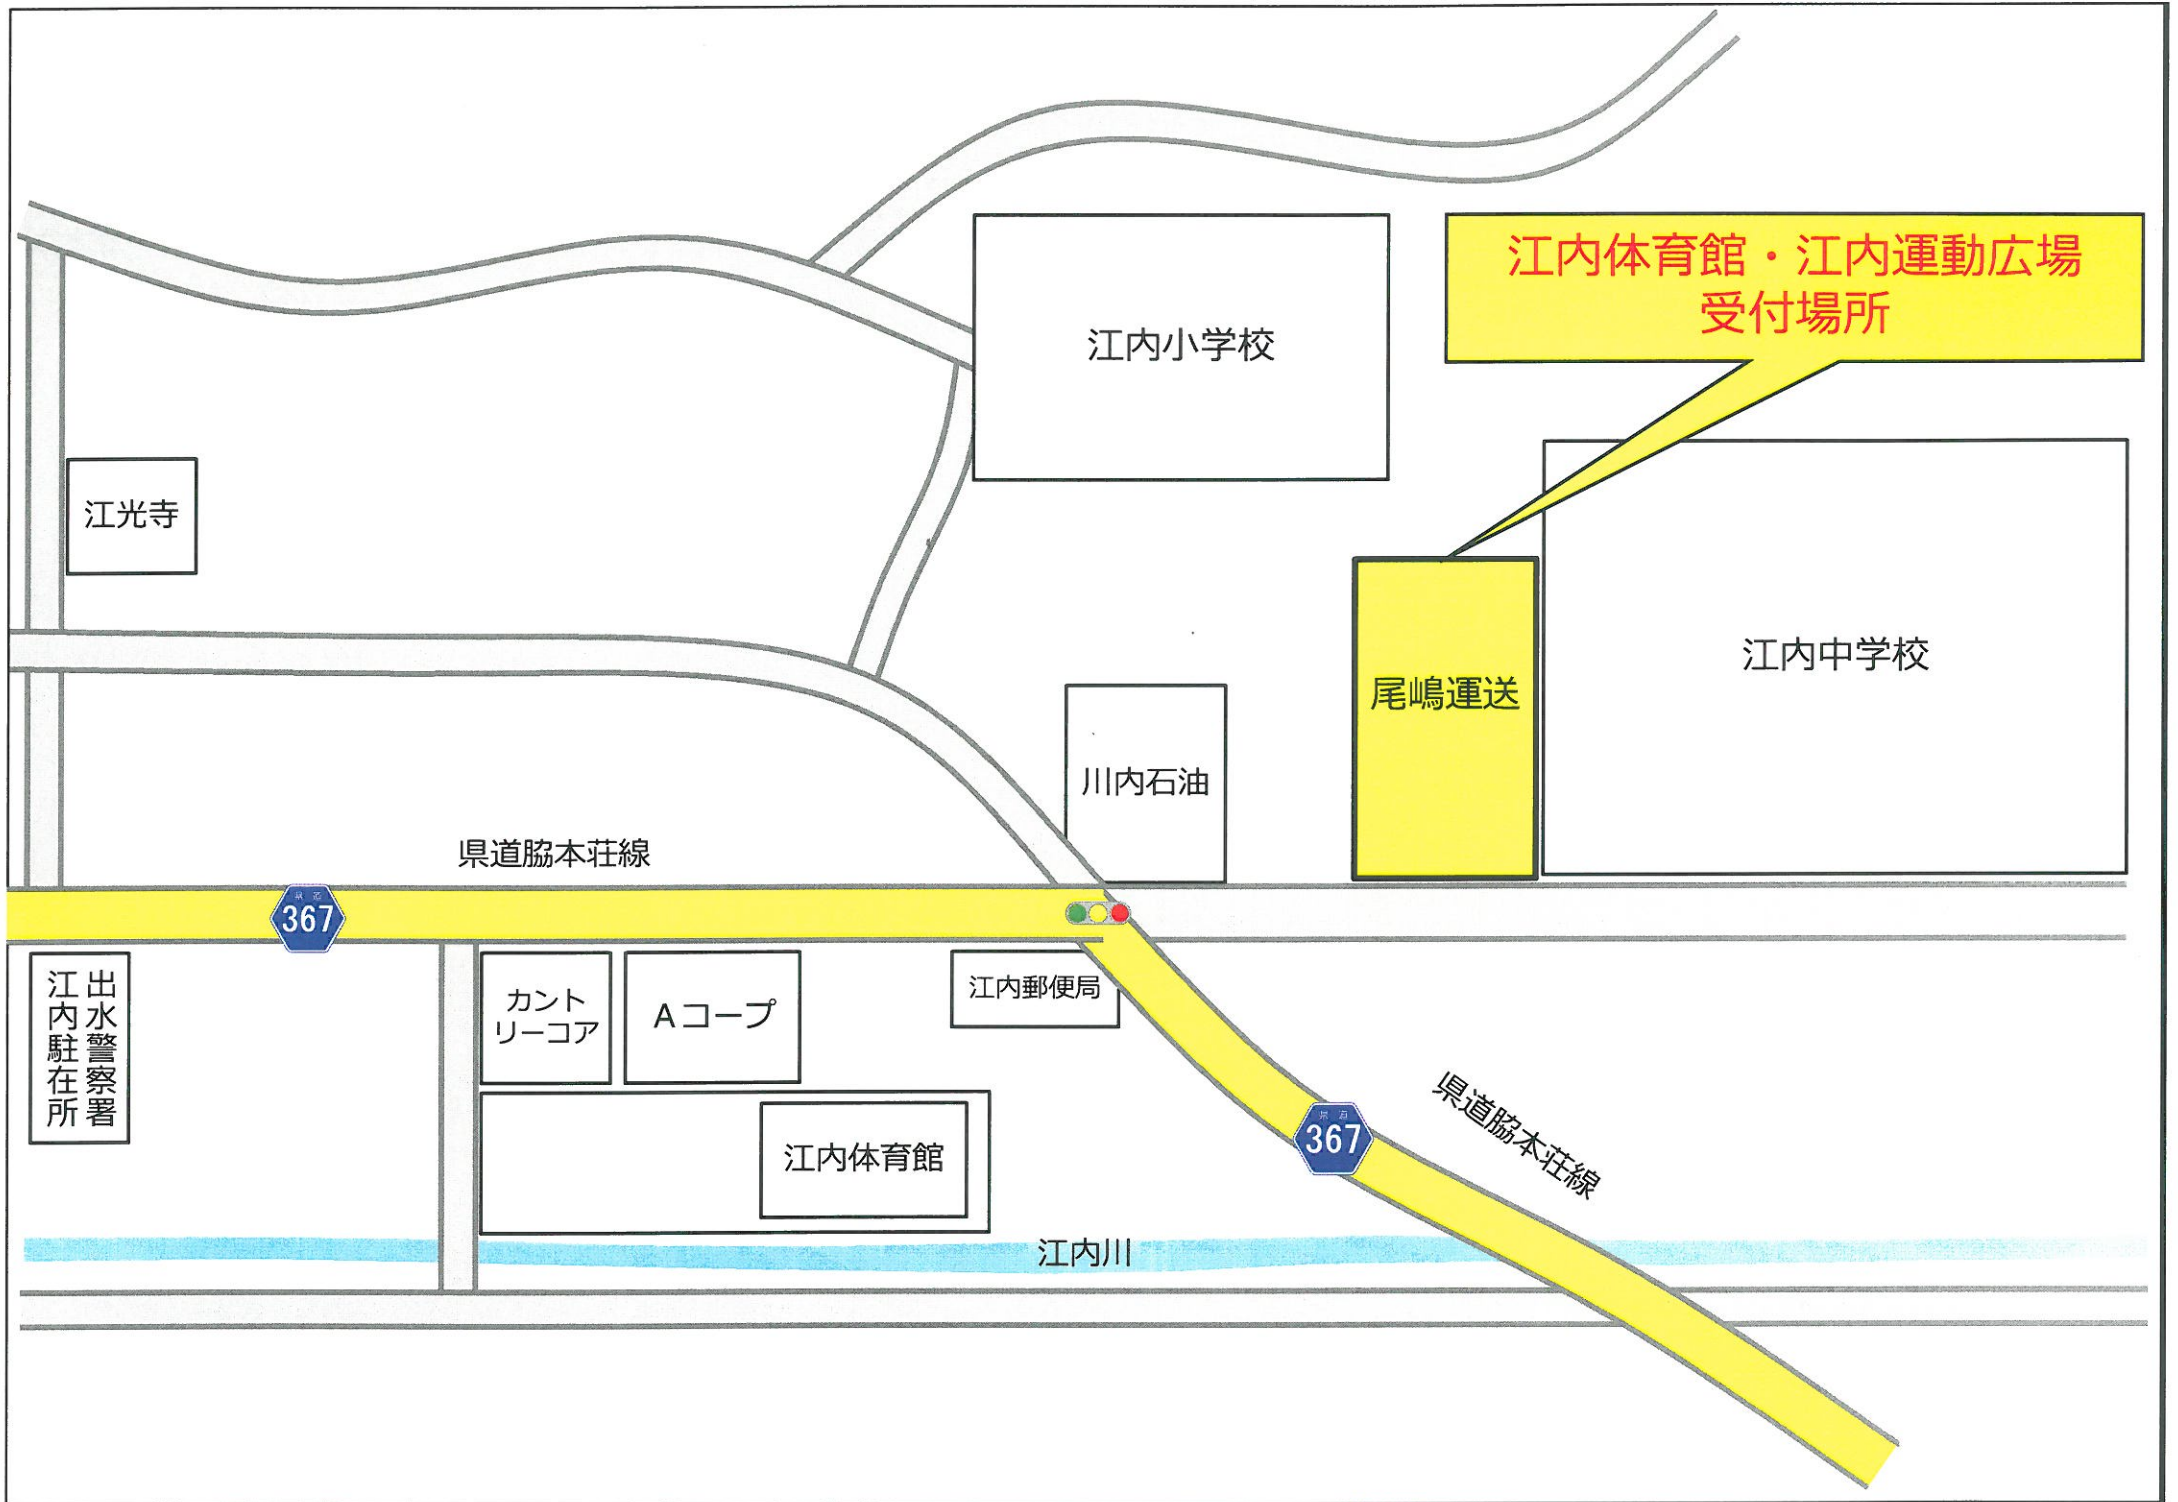 江内体育館・江内運動広場
受付場所
江内小学校
江光寺
江内中学校
尾嶋運送
川内石油
県道脇本荘線
県道
367
出水警察署
江内駐在所
カント
リーコア
Aコープ
江内郵便局
江内体育館
県道
367
県道脇本荘線
江内川